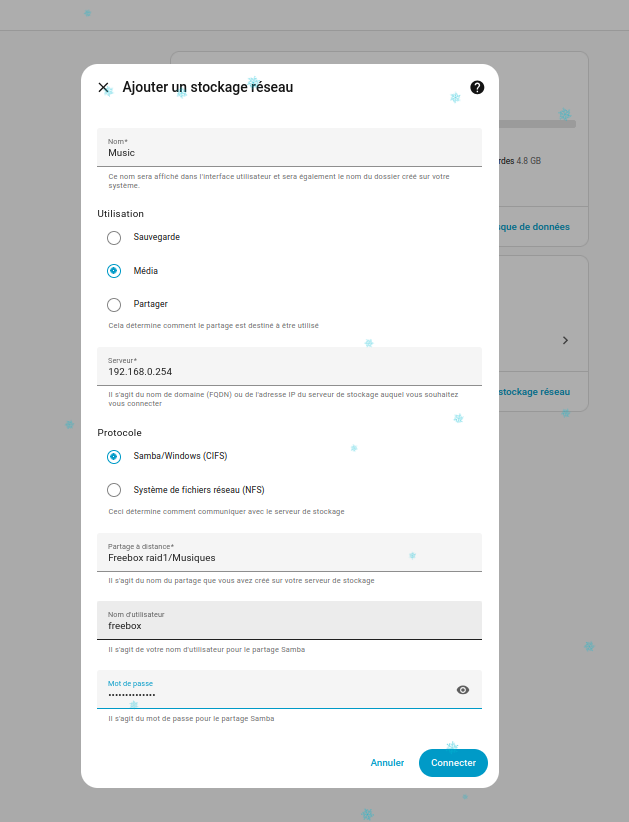 Ajouter un stockage réseau
Nom*
Music
Ce nom sera affiché dans l'interface utilisateur et sera également le nom du dossier créé sur votre
système.
Utilisation
Sauvegarde
Média
Partager
Cela détermine comment le partage est destiné à être utilisé
Serveur*
192.168.0.254
Il s'agit du nom de domaine (FQDN) ou de l'adresse IP du serveur de stockage auquel vous souhaitez
vous connecter
Protocole
Samba/Windows (CIFS)
Système de fichiers réseau (NFS)
Ceci détermine comment communiquer avec le serveur de stockage
Partage à distance*
Freebox raid1/Musiques
Il s'agit du nom du partage que vous avez créé sur votre serveur de stockage
Nom d'utilisateur
freebox
Il s'agit de votre nom d'utilisateur pour le partage Samba
Mot de passe
••••••••••••••
Il s'agit du mot de passe pour le partage Samba
Annuler
Connecter
rdes 4.8 GB
sque de données
stockage réseau